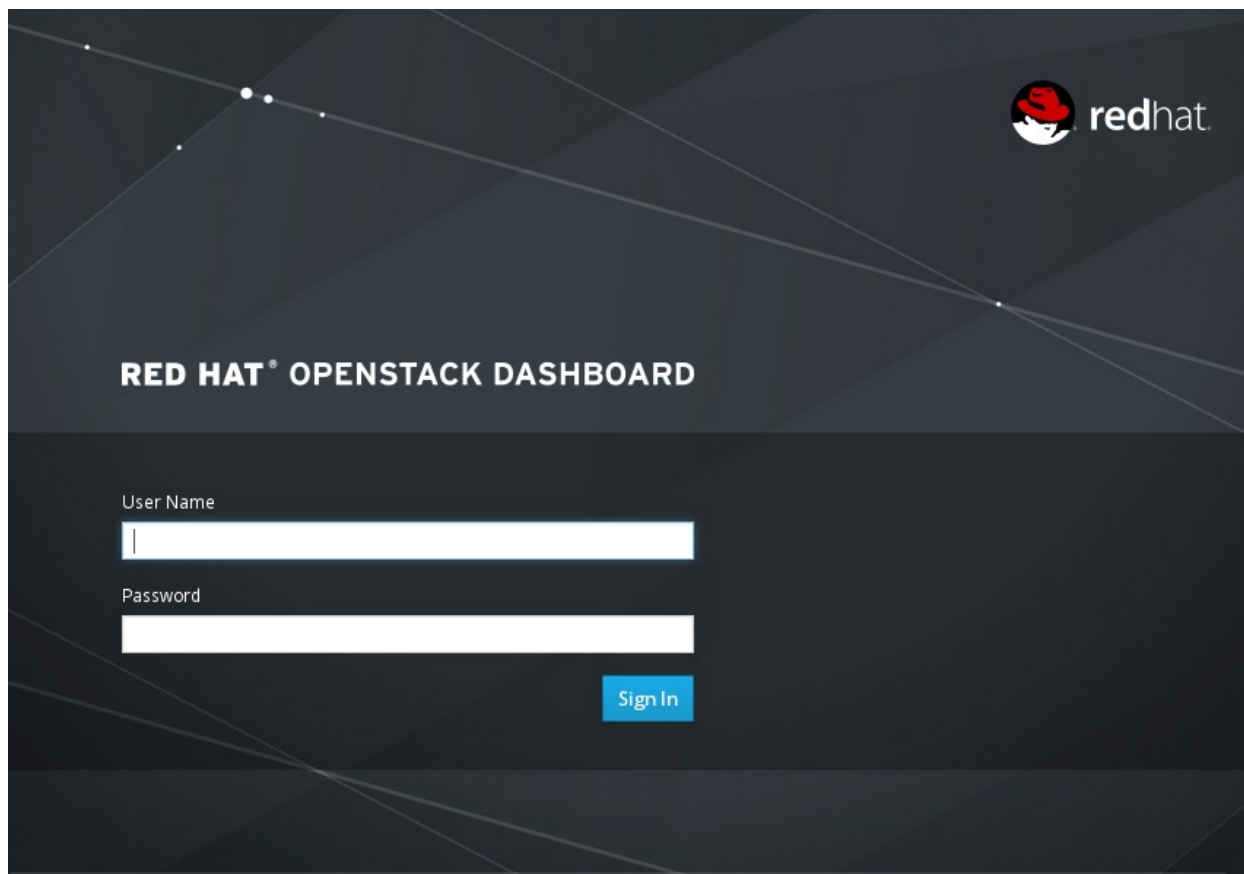 redhat.
RED HAT® OPENSTACK DASHBOARD
User Name
Password
Sign In